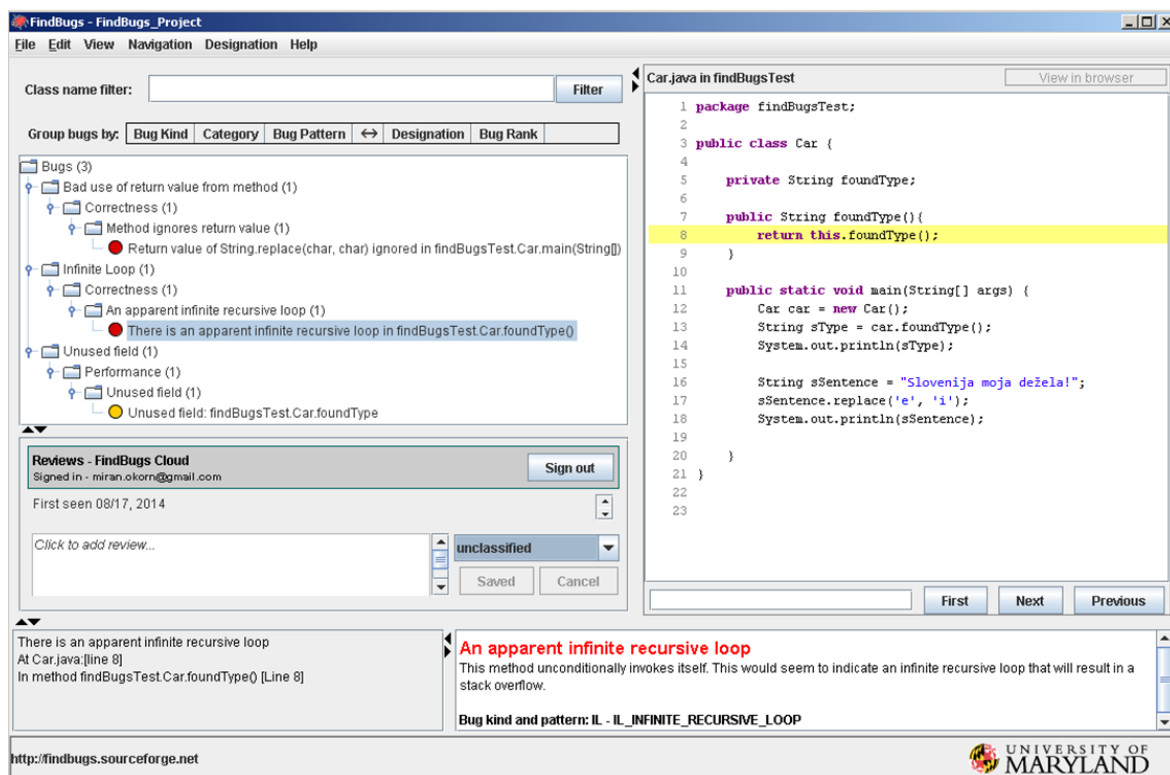 FindBugs - FindBugs_Project
File Edit View Navigation Designation Help
Class name filter: Filter
Group bugs by: Bug Kind Category Bug Pattern ↔ Designation Bug Rank
Bugs (3)
Bad use of return value from method (1)
Correctness (1)
Method ignores return value (1)
Return value of String.replace(char, char) ignored in findBugsTest.Car.main(String[])
Infinite Loop (1)
Correctness (1)
An apparent infinite recursive loop (1)
There is an apparent infinite recursive loop in findBugsTest.Car.foundType()
Unused field (1)
Performance (1)
Unused field (1)
Unused field: findBugsTest.Car.foundType
Reviews - FindBugs Cloud
Signed in - miran.okorn@gmail.com
Sign out
First seen 08/17, 2014
Click to add review...
unclassified
Saved Cancel
Car.java in findBugsTest View in browser
1 package findBugsTest;
2
3 public class Car {
4
5 private String foundType;
6
7 public String foundType(){
8 return this.foundType();
9 }
10
11 public static void main(String[] args) {
12 Car car = new Car();
13 String sType = car.foundType();
14 System.out.println(sType);
15
16 String sSentence = "Slovenija moja dežela!";
17 sSentence.replace('e', 'i');
18 System.out.println(sSentence);
19
20 }
21 }
22
23
First Next Previous
There is an apparent infinite recursive loop
At Car.java:[line 8]
In method findBugsTest.Car.foundType() [Line 8]
An apparent infinite recursive loop
This method unconditionally invokes itself. This would seem to indicate an infinite recursive loop that will result in a
stack overflow.
Bug kind and pattern: IL - IL_INFINITE_RECURSIVE_LOOP
http://findbugs.sourceforge.net
UNIVERSITY OF
MARYLAND